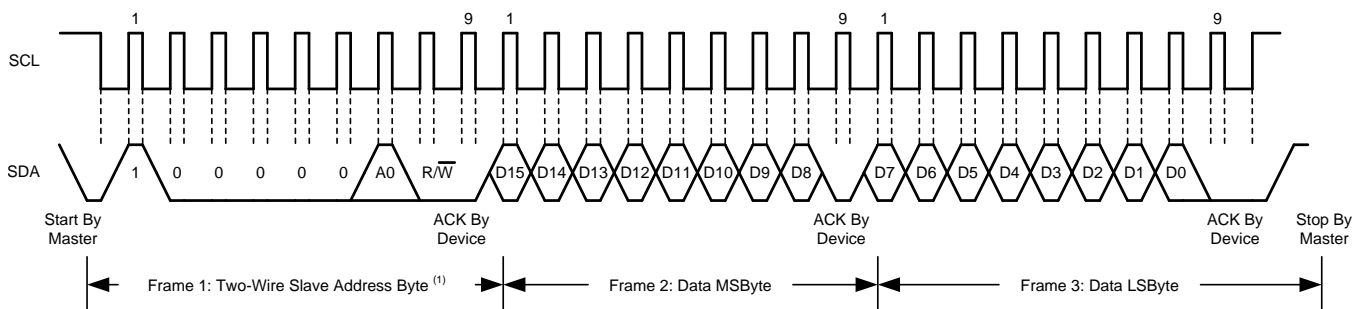 1 9 1 9 1 9
SCL
SDA 1 0 0 0 0 0 A0 R/W̅ D15 D14 D13 D12 D11 D10 D9 D8 D7 D6 D5 D4 D3 D2 D1 D0
Start By
Master
ACK By
Device
ACK By
Device
ACK By
Device
Stop By
Master
Frame 1: Two-Wire Slave Address Byte (1)
Frame 2: Data MSByte
Frame 3: Data LSByte